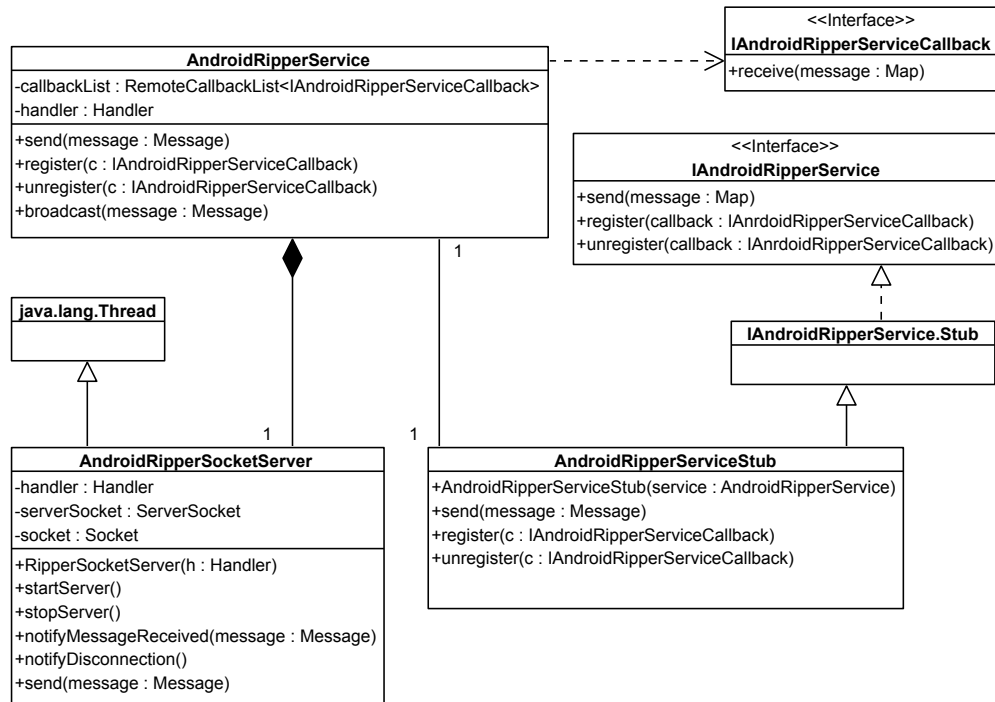 <<Interface>>
IAndroidRipperServiceCallback
+receive(message : Map)
AndroidRipperService
-callbackList : RemoteCallbackList<IAndroidRipperServiceCallback>
-handler : Handler
+send(message : Message)
+register(c : IAndroidRipperServiceCallback)
+unregister(c : IAndroidRipperServiceCallback)
+broadcast(message : Message)
<<Interface>>
IAndroidRipperService
+send(message : Map)
+register(callback : IAnrdoidRipperServiceCallback)
+unregister(callback : IAnrdoidRipperServiceCallback)
1
java.lang.Thread
IAndroidRipperService.Stub
1
1
AndroidRipperSocketServer
-handler : Handler
-serverSocket : ServerSocket
-socket : Socket
+RipperSocketServer(h : Handler)
+startServer()
+stopServer()
+notifyMessageReceived(message : Message)
+notifyDisconnection()
+send(message : Message)
AndroidRipperServiceStub
+AndroidRipperServiceStub(service : AndroidRipperService)
+send(message : Message)
+register(c : IAndroidRipperServiceCallback)
+unregister(c : IAndroidRipperServiceCallback)